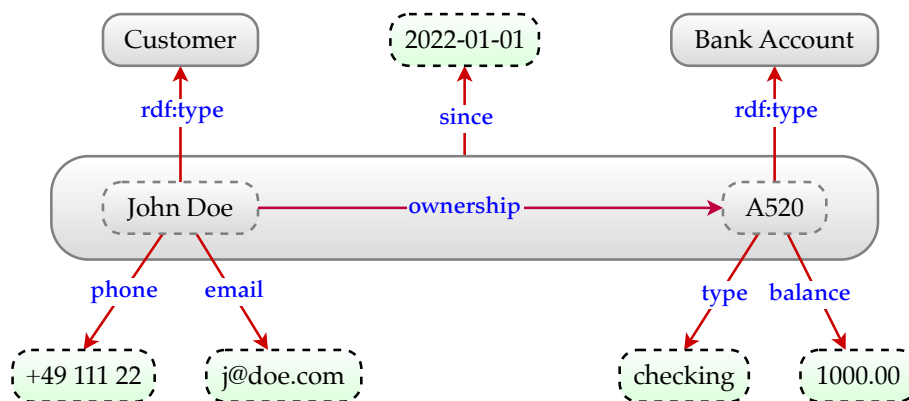 Customer
2022-01-01
Bank Account
rdf:type
since
rdf:type
John Doe
ownership
A520
phone
email
type
balance
+49 111 22
j@doe.com
checking
1000.00